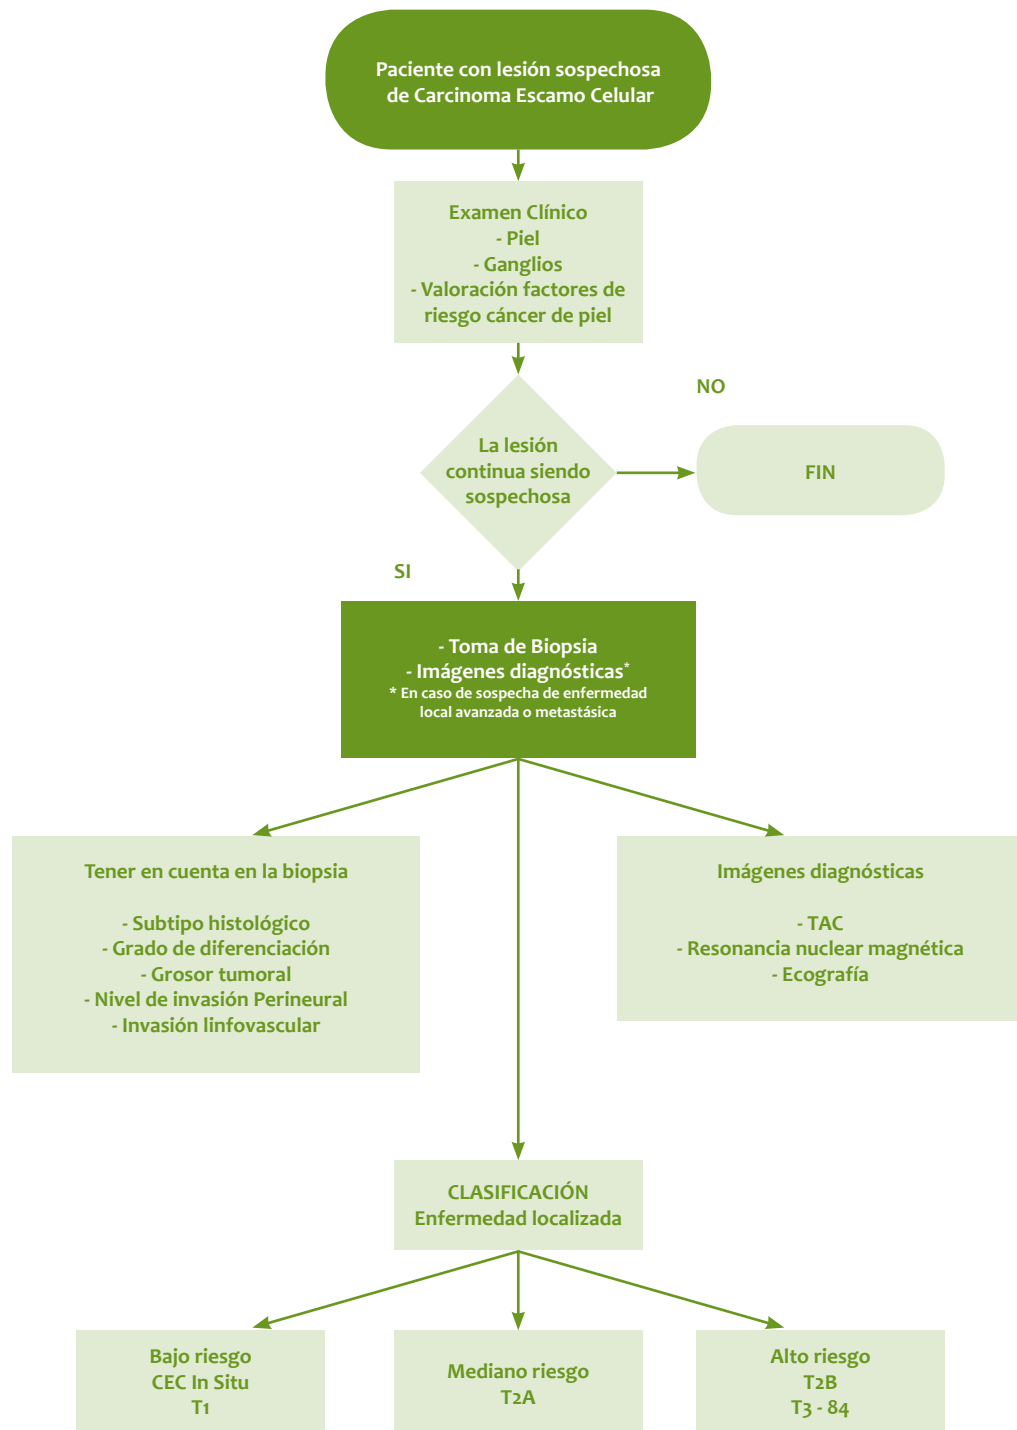 Paciente con lesión sospechosa
de Carcinoma Escamo Celular
Examen Clínico
- Piel
- Ganglios
- Valoración factores de
riesgo cáncer de piel
NO
La lesión
continua siendo
sospechosa
FIN
SI
- Toma de Biopsia
- Imágenes diagnósticas*
* En caso de sospecha de enfermedad
local avanzada o metastásica
Tener en cuenta en la biopsia
- Subtipo histológico
- Grado de diferenciación
- Grosor tumoral
- Nivel de invasión Perineural
- Invasión linfovascular
Imágenes diagnósticas
- TAC
- Resonancia nuclear magnética
- Ecografía
CLASIFICACIÓN
Enfermedad localizada
Bajo riesgo
CEC In Situ
T1
Mediano riesgo
T2A
Alto riesgo
T2B
T3 - 84